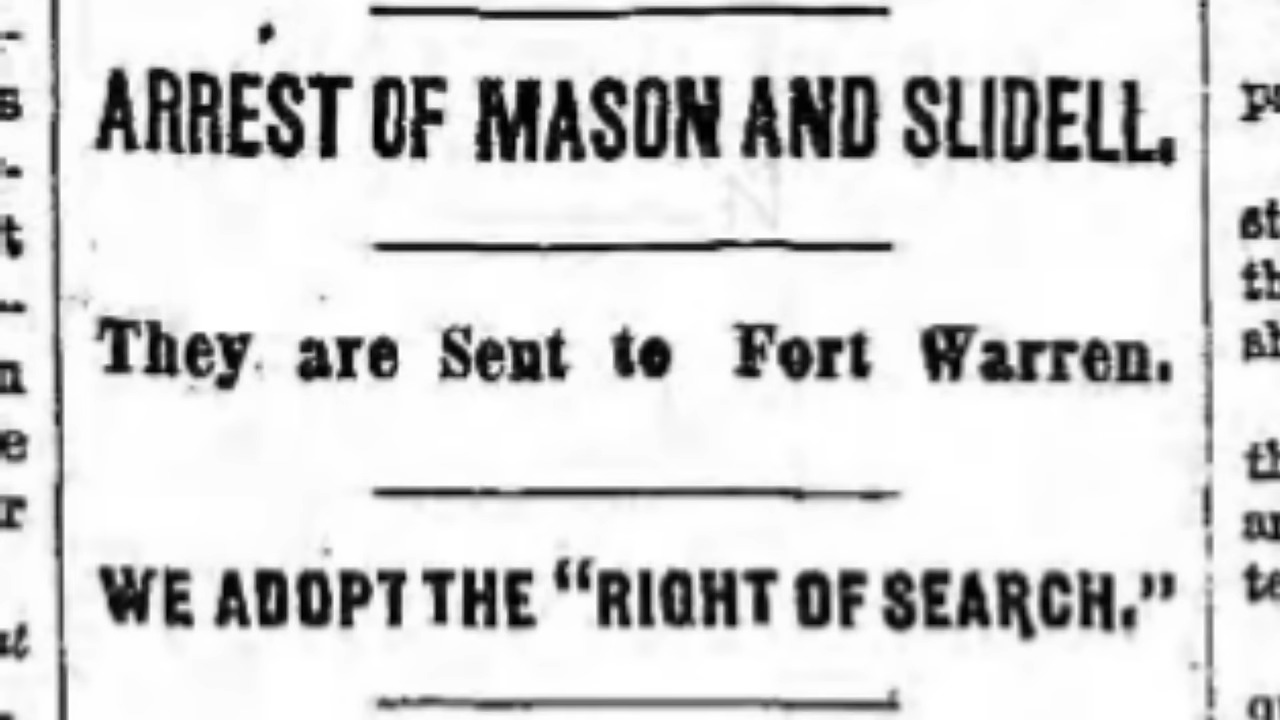 ARREST OF MASON AND SLIDELL.
They are Sent to Fort Warren.
WE ADOPT THE "RIGHT OF SEARCH."